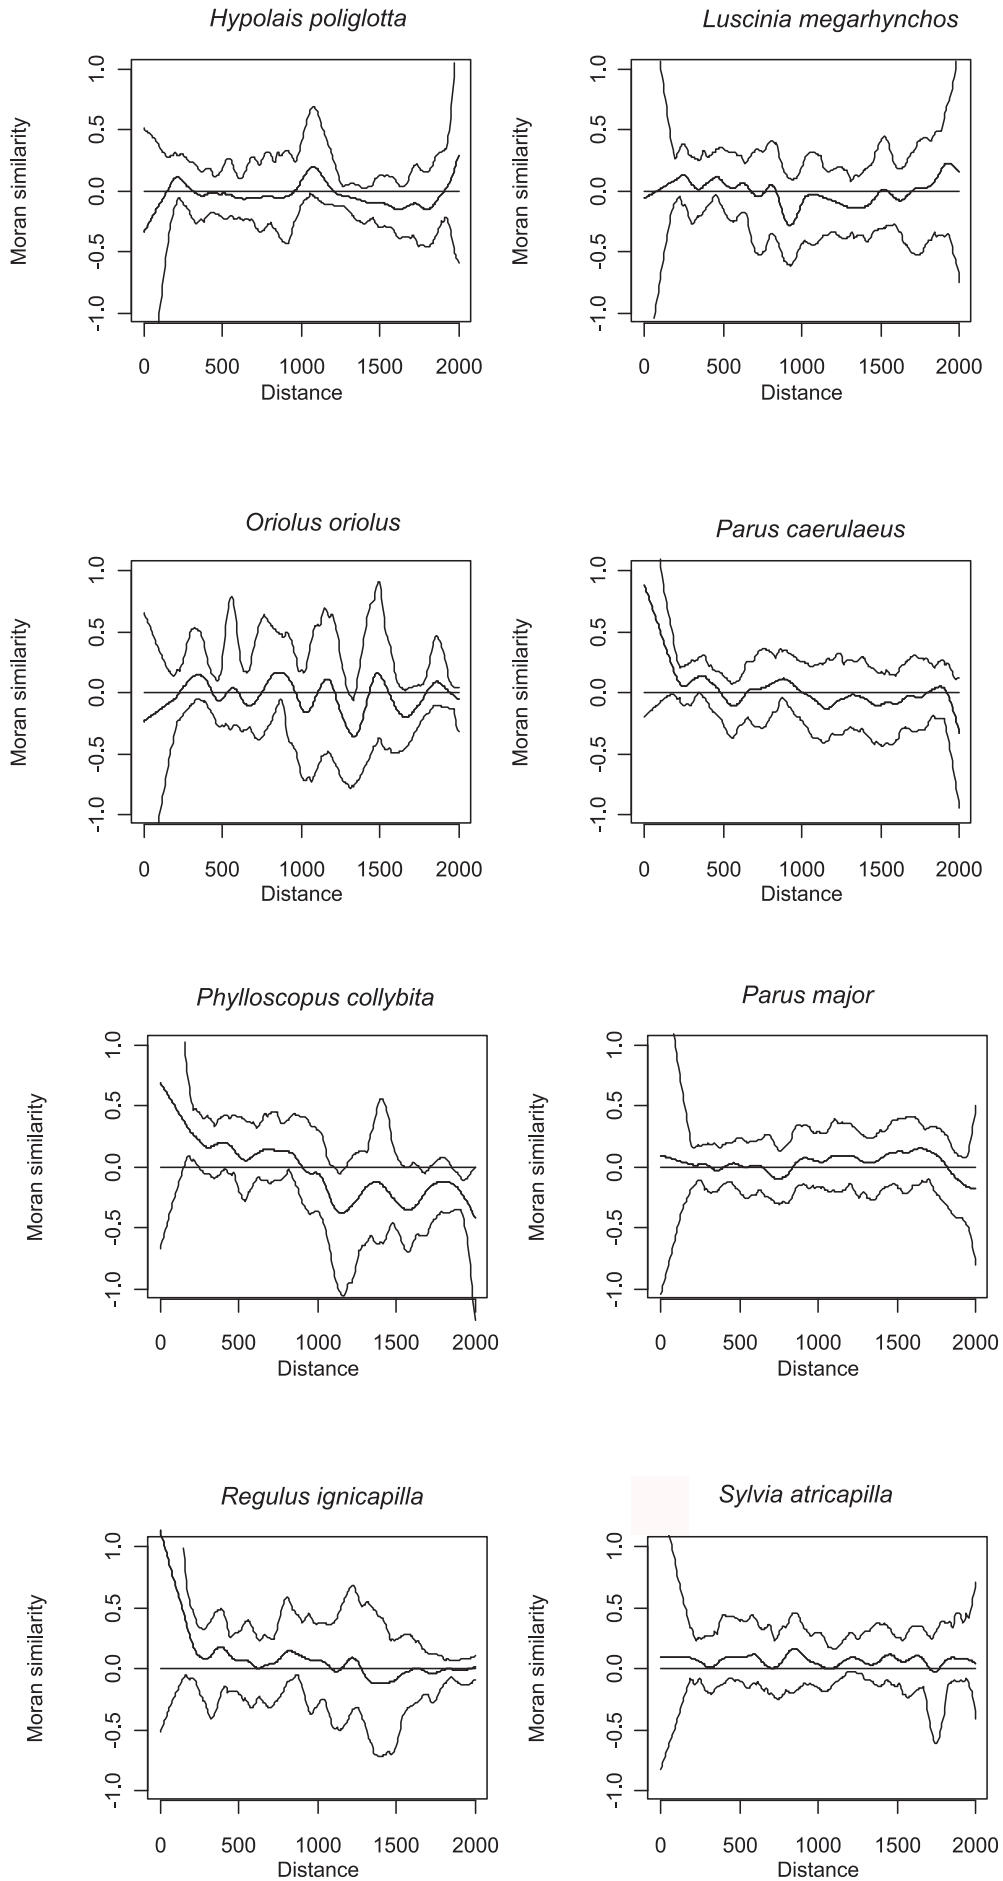 Hypolais poliglotta
Luscinia megarhynchos
Moran similarity
1.0
0.5
0.0
-0.5
-1.0
0 500 1000 1500 2000
Distance
Moran similarity
1.0
0.5
0.0
-0.5
-1.0
0 500 1000 1500 2000
Distance
Oriolus oriolus
Parus caerulaeus
Moran similarity
1.0
0.5
0.0
-0.5
-1.0
0 500 1000 1500 2000
Distance
Moran similarity
1.0
0.5
0.0
-0.5
-1.0
0 500 1000 1500 2000
Distance
Phylloscopus collybita
Parus major
Moran similarity
1.0
0.5
0.0
-0.5
-1.0
0 500 1000 1500 2000
Distance
Moran similarity
1.0
0.5
0.0
-0.5
-1.0
0 500 1000 1500 2000
Distance
Regulus ignicapilla
Sylvia atricapilla
Moran similarity
1.0
0.5
0.0
-0.5
-1.0
0 500 1000 1500 2000
Distance
Moran similarity
1.0
0.5
0.0
-0.5
-1.0
0 500 1000 1500 2000
Distance